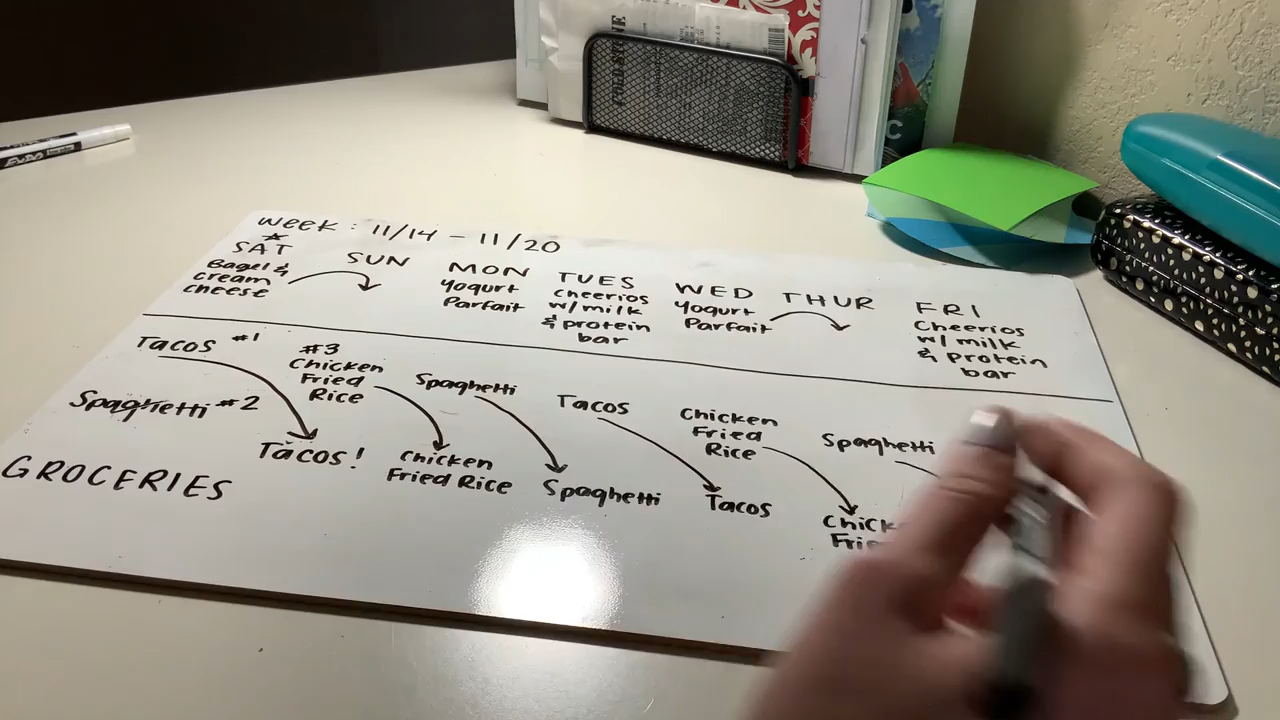 Week: 11/14 - 11/20
SAT
Bagel &
cream
cheese
SUN
MON
Yogurt
Parfait
TUES
Cheerios
w/milk
& protein
bar
WED
Yogurt
Parfait
THUR
FRI
Cheerios
w/ milk
& protein
bar
Tacos #1
Spaghetti #2
#3
Chicken
Fried
Rice
Tacos!
Spaghetti
Chicken
Fried Rice
Tacos
Spaghetti
Chicken
Fried
Rice
Tacos
Spaghetti
GROCERIES
EXPO